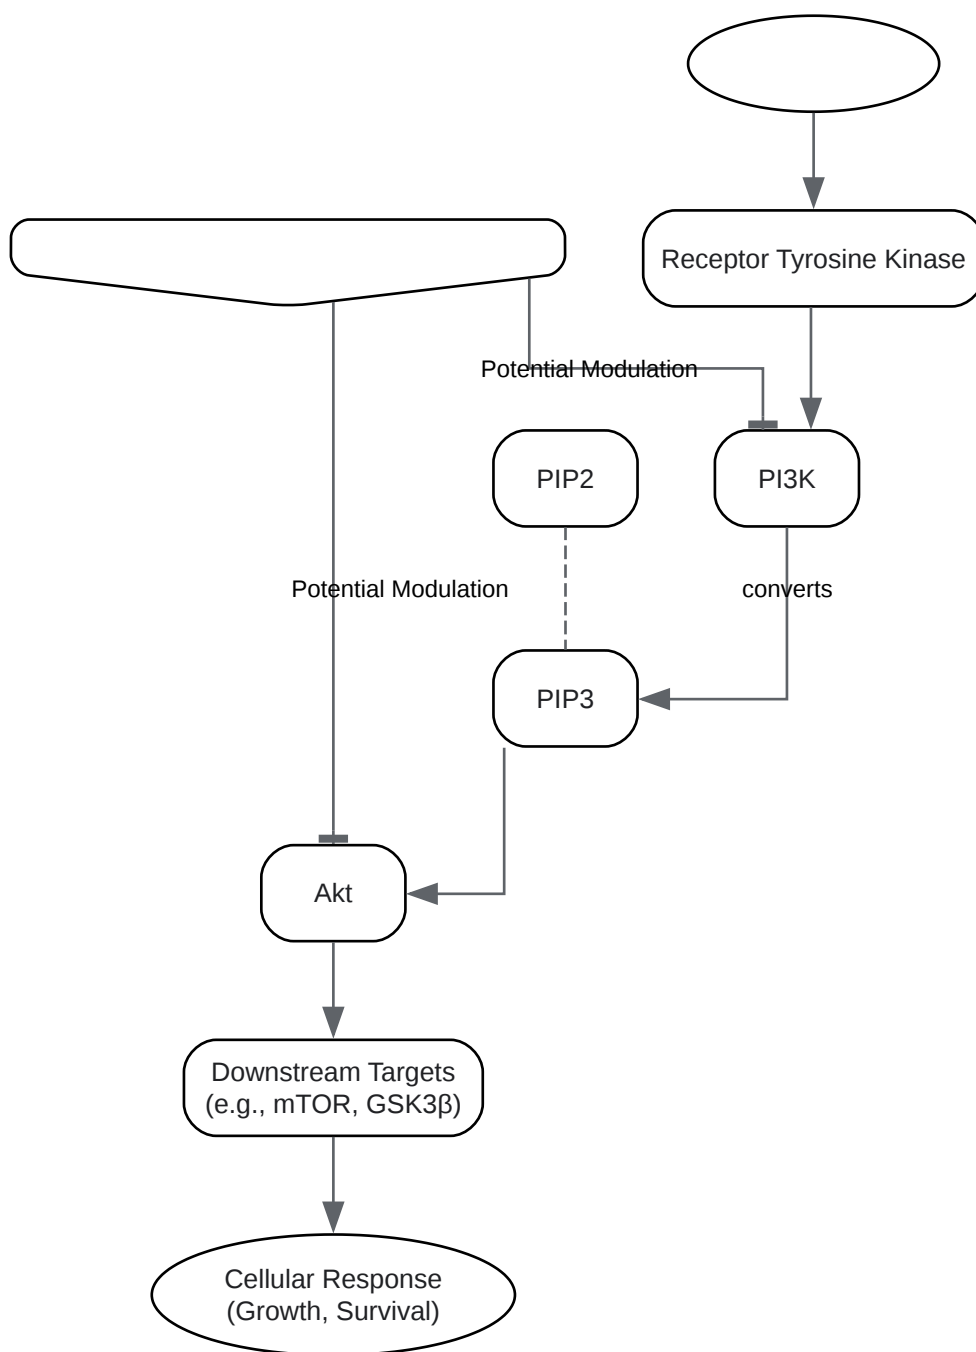 Receptor Tyrosine Kinase
Potential Modulation
PIP2
PI3K
Potential Modulation
converts
PIP3
Akt
Downstream Targets
(e.g., mTOR, GSK3β)
Cellular Response
(Growth, Survival)